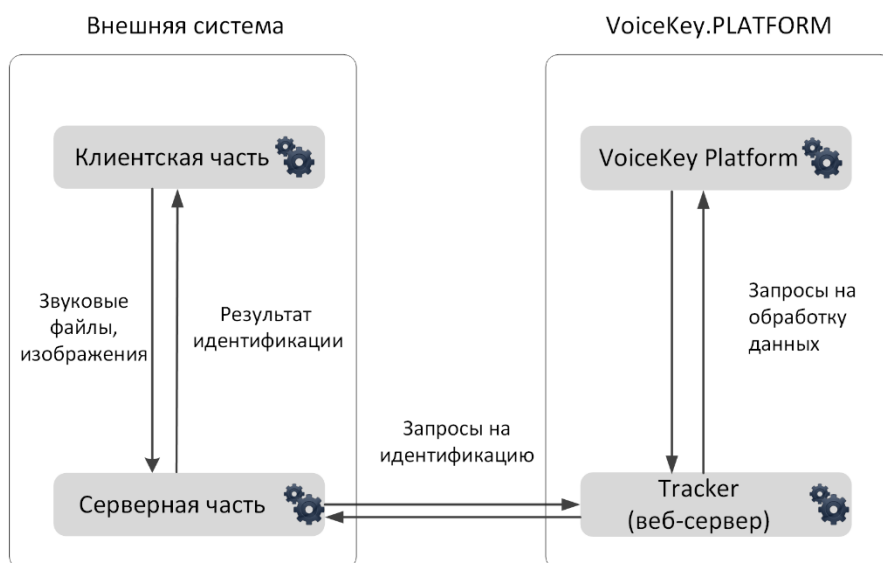 Внешняя система
VoiceKey.PLATFORM
Клиентская часть
VoiceKey Platform
Звуковые
файлы,
изображения
Результат
идентификации
Запросы на
обработку
данных
Запросы на
идентификацию
Серверная часть
Tracker
(веб-сервер)